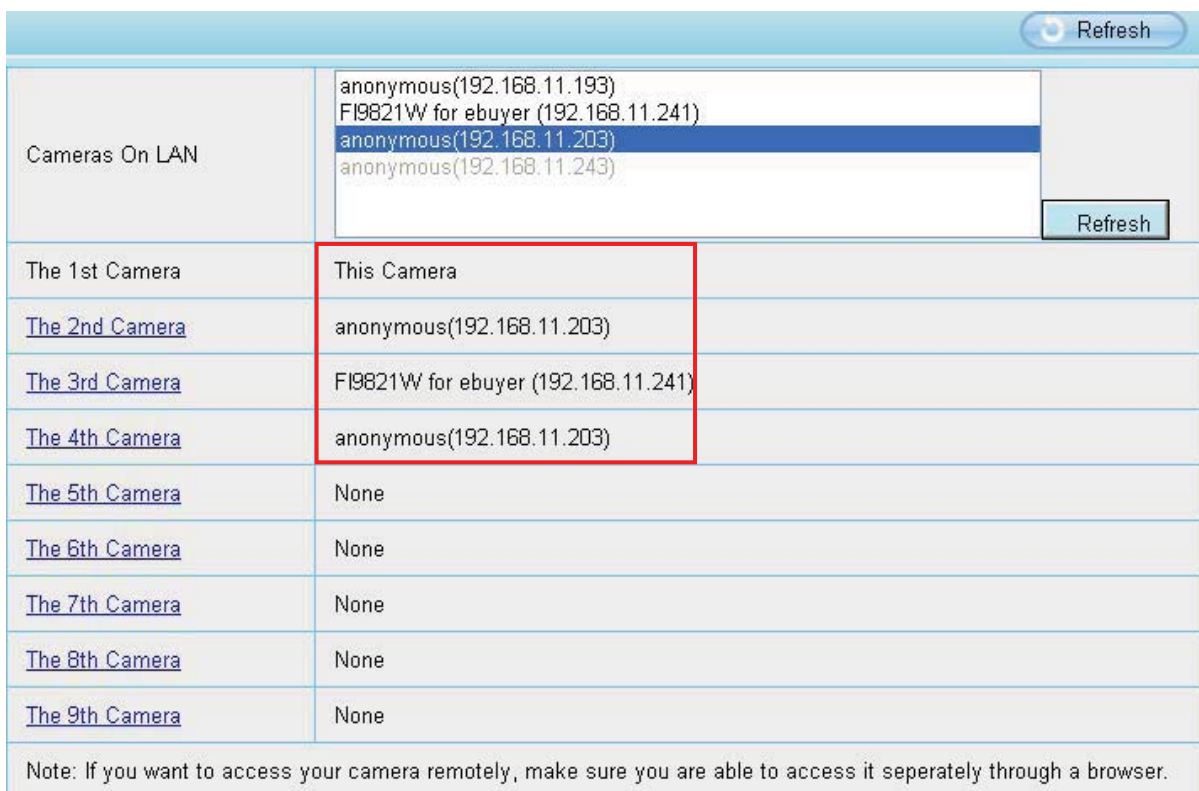 Refresh
Cameras On LAN
anonymous(192.168.11.193)
FI9821W for ebuyer (192.168.11.241)
anonymous(192.168.11.203)
anonymous(192.168.11.243)
Refresh
The 1st Camera This Camera
The 2nd Camera anonymous(192.168.11.203)
The 3rd Camera FI9821W for ebuyer (192.168.11.241)
The 4th Camera anonymous(192.168.11.203)
The 5th Camera None
The 6th Camera None
The 7th Camera None
The 8th Camera None
The 9th Camera None
Note: If you want to access your camera remotely, make sure you are able to access it seperately through a browser.